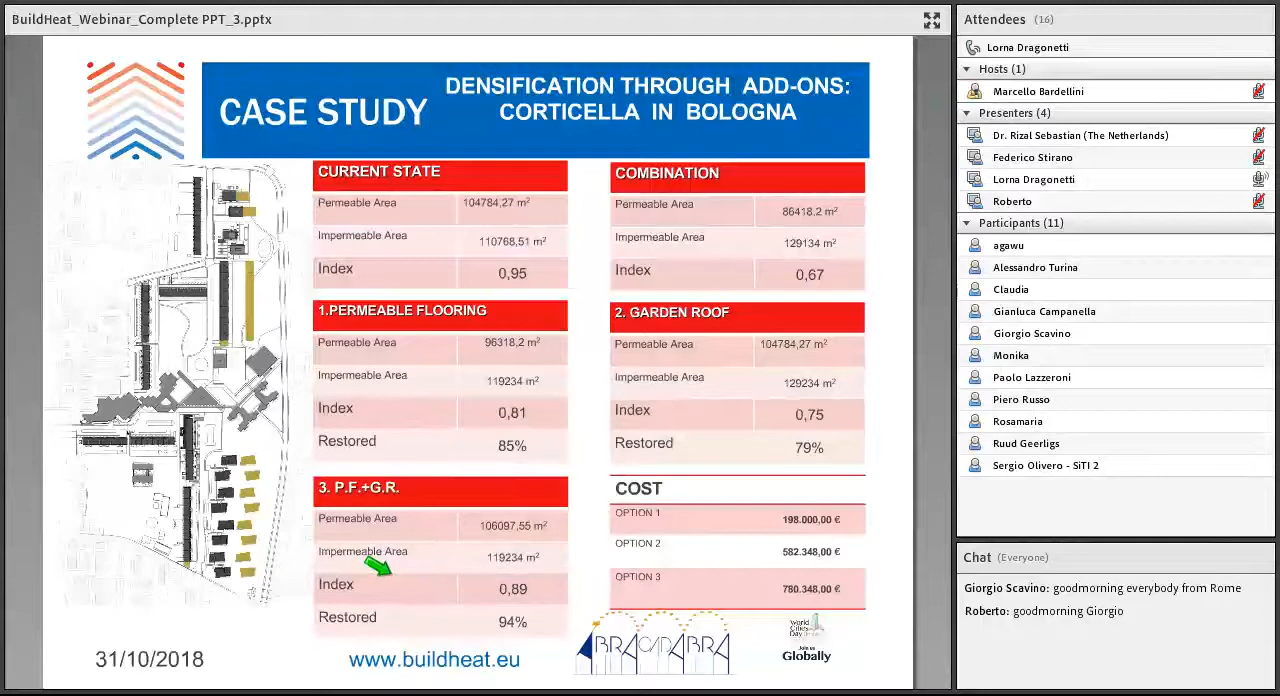 BuildHeat_Webinar_Complete PPT_3.pptx
CASE STUDY
DENSIFICATION THROUGH ADD-ONS:
CORTICELLA IN BOLOGNA
CURRENT STATE
Permeable Area 104784,27 m²
Impermeable Area 110768,51 m²
Index 0,95
COMBINATION
Permeable Area 86418,2 m²
Impermeable Area 129134 m²
Index 0,67
1.PERMEABLE FLOORING
Permeable Area 96318,2 m²
Impermeable Area 119234 m²
Index 0,81
Restored 85%
2. GARDEN ROOF
Permeable Area 104784,27 m²
Impermeable Area 129234 m²
Index 0,75
Restored 79%
3. P.F.+G.R.
Permeable Area 106097,55 m²
Impermeable Area 119234 m²
Index 0,89
Restored 94%
COST
OPTION 1 198.000,00 €
OPTION 2 582.348,00 €
OPTION 3 780.348,00 €
31/10/2018
www.buildheat.eu
ABRACADABRA
World
Cities
Day
Join us
Globally
Attendees (16)
Lorna Dragonetti
Hosts (1)
Marcello Bardellini
Presenters (4)
Dr. Rizal Sebastian (The Netherlands)
Federico Stirano
Lorna Dragonetti
Roberto
Participants (11)
agawu
Alessandro Turina
Claudia
Gianluca Campanella
Giorgio Scavino
Monika
Paolo Lazzeroni
Piero Russo
Rosamaria
Ruud Geerligs
Sergio Olivero - SiTI 2
Chat (Everyone)
Giorgio Scavino: goodmorning everybody from Rome
Roberto: goodmorning Giorgio